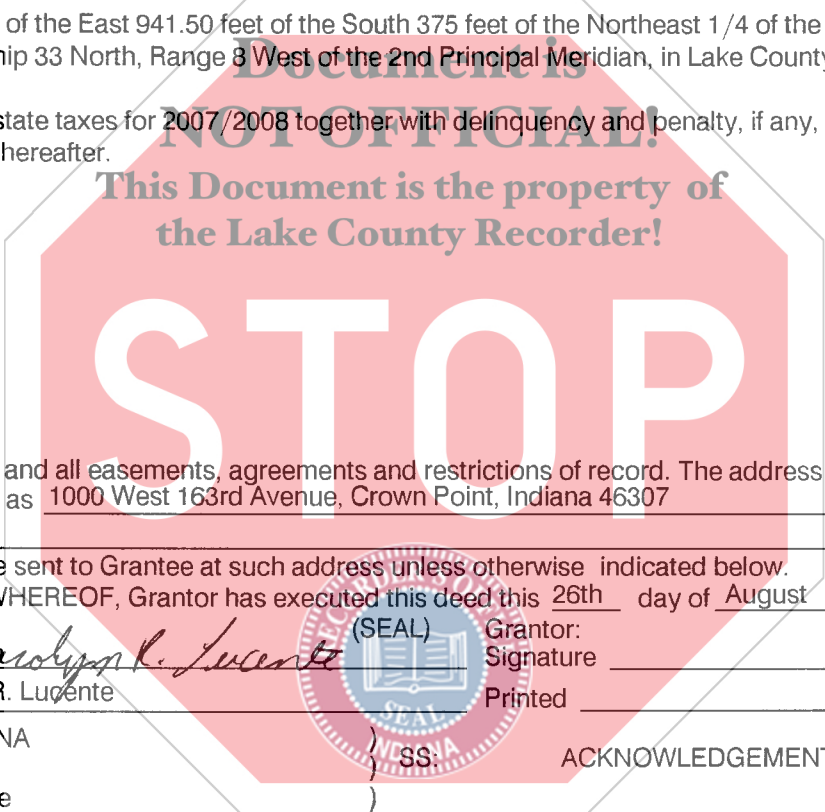 of the East 941.50 feet of the South 375 feet of the Northeast 1/4 of the
ip 33 North, Range 8 West of the 2nd Principal Meridian, in Lake County
Document is
state taxes for 2007/2008 together with delinquency and penalty, if any,
NOT OFFICIAL!
hereafter.
This Document is the property of
the Lake County Recorder!
STOP
and all easements, agreements and restrictions of record. The address
as 1000 West 163rd Avenue, Crown Point, Indiana 46307
e sent to Grantee at such address unless otherwise indicated below.
WHEREOF, Grantor has executed this deed this 26th day of August
(SEAL) Grantor:
arolynn R. Lucente Signature
R. Lucente Printed
SEAL
INDIANA
NA ) SS: ACKNOWLEDGEMENT
)
e )